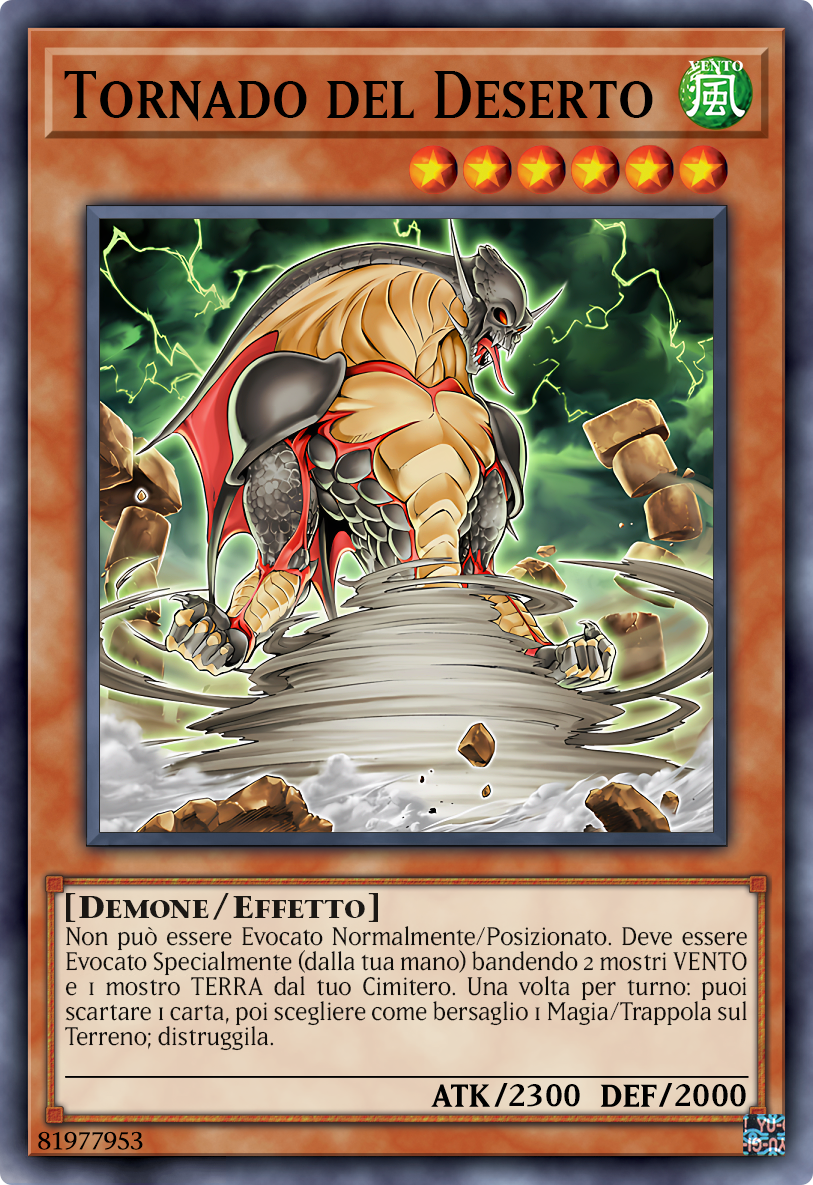 Tornado del Deserto
VENTO
風
[Demone/Effetto]
Non può essere Evocato Normalmente/Posizionato. Deve essere
Evocato Specialmente (dalla tua mano) bandendo 2 mostri VENTO
e 1 mostro TERRA dal tuo Cimitero. Una volta per turno: puoi
scartare 1 carta, poi scegliere come bersaglio 1 Magia/Trappola sul
Terreno; distruggila.
ATK/2300 DEF/2000
81977953